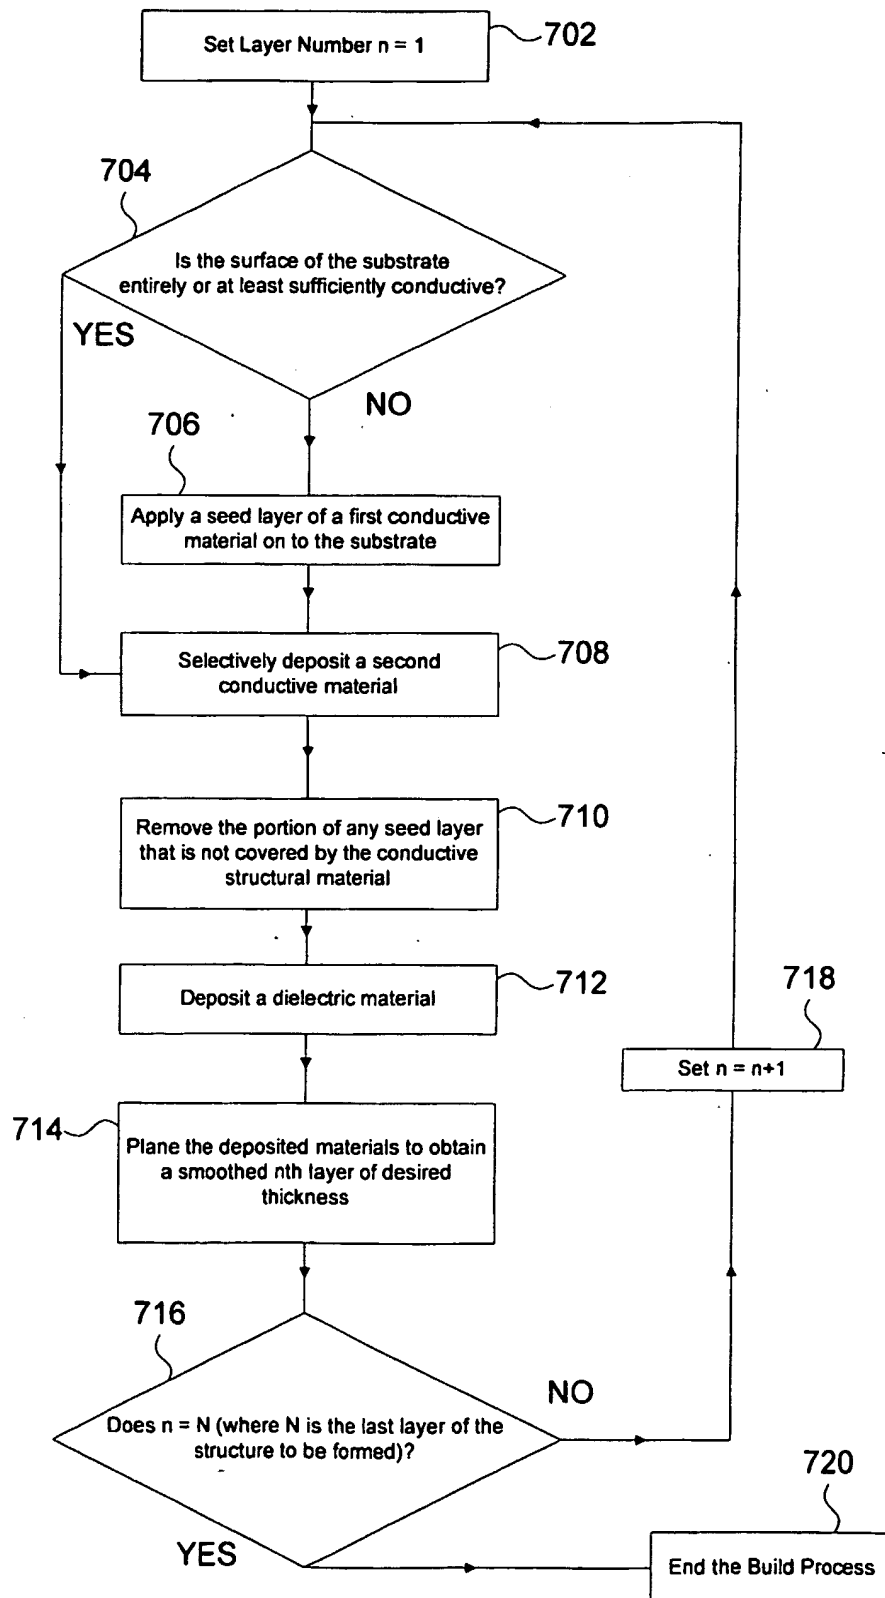 Set Layer Number n = 1
702
704
Is the surface of the substrate
entirely or at least sufficiently conductive?
YES
NO
706
Apply a seed layer of a first conductive
material on to the substrate
Selectively deposit a second
conductive material
708
Remove the portion of any seed layer
that is not covered by the conductive
structural material
710
Deposit a dielectric material
712
718
Set n = n+1
714
Plane the deposited materials to obtain
a smoothed nth layer of desired
thickness
716
Does n = N (where N is the last layer of the
structure to be formed)?
NO
YES
720
End the Build Process